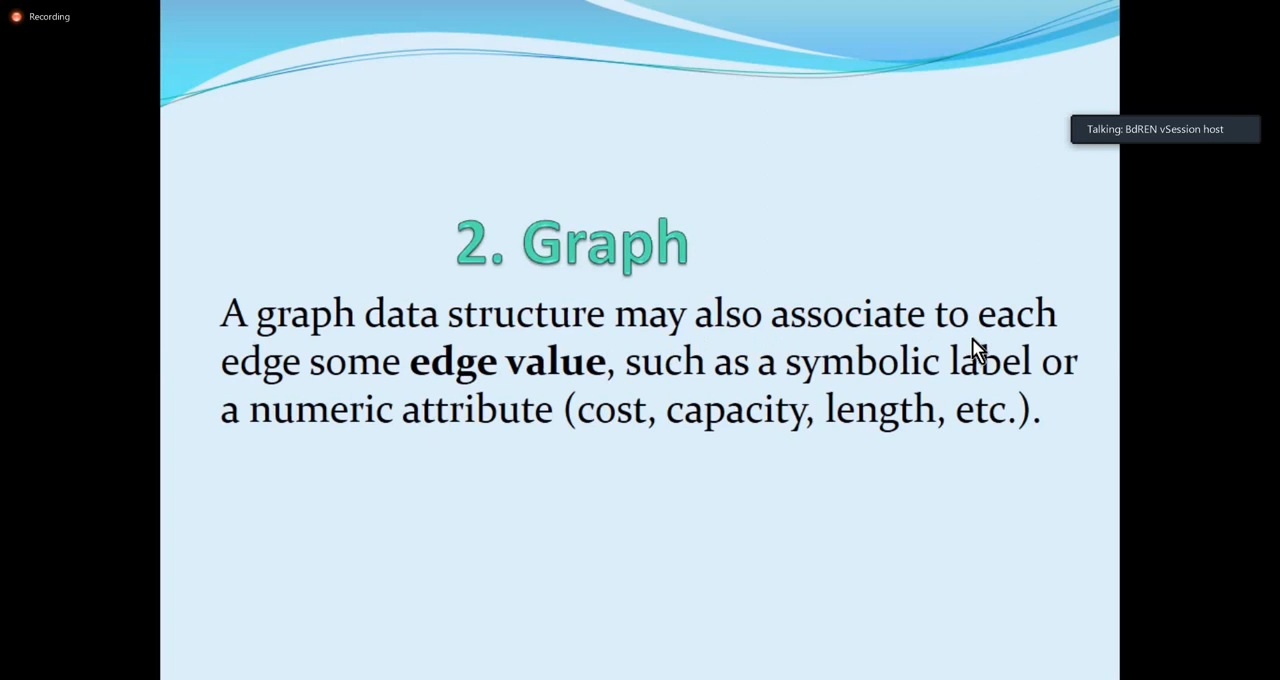 Recording
Talking: BdREN vSession host
2. Graph
A graph data structure may also associate to each
edge some edge value, such as a symbolic label or
a numeric attribute (cost, capacity, length, etc.).